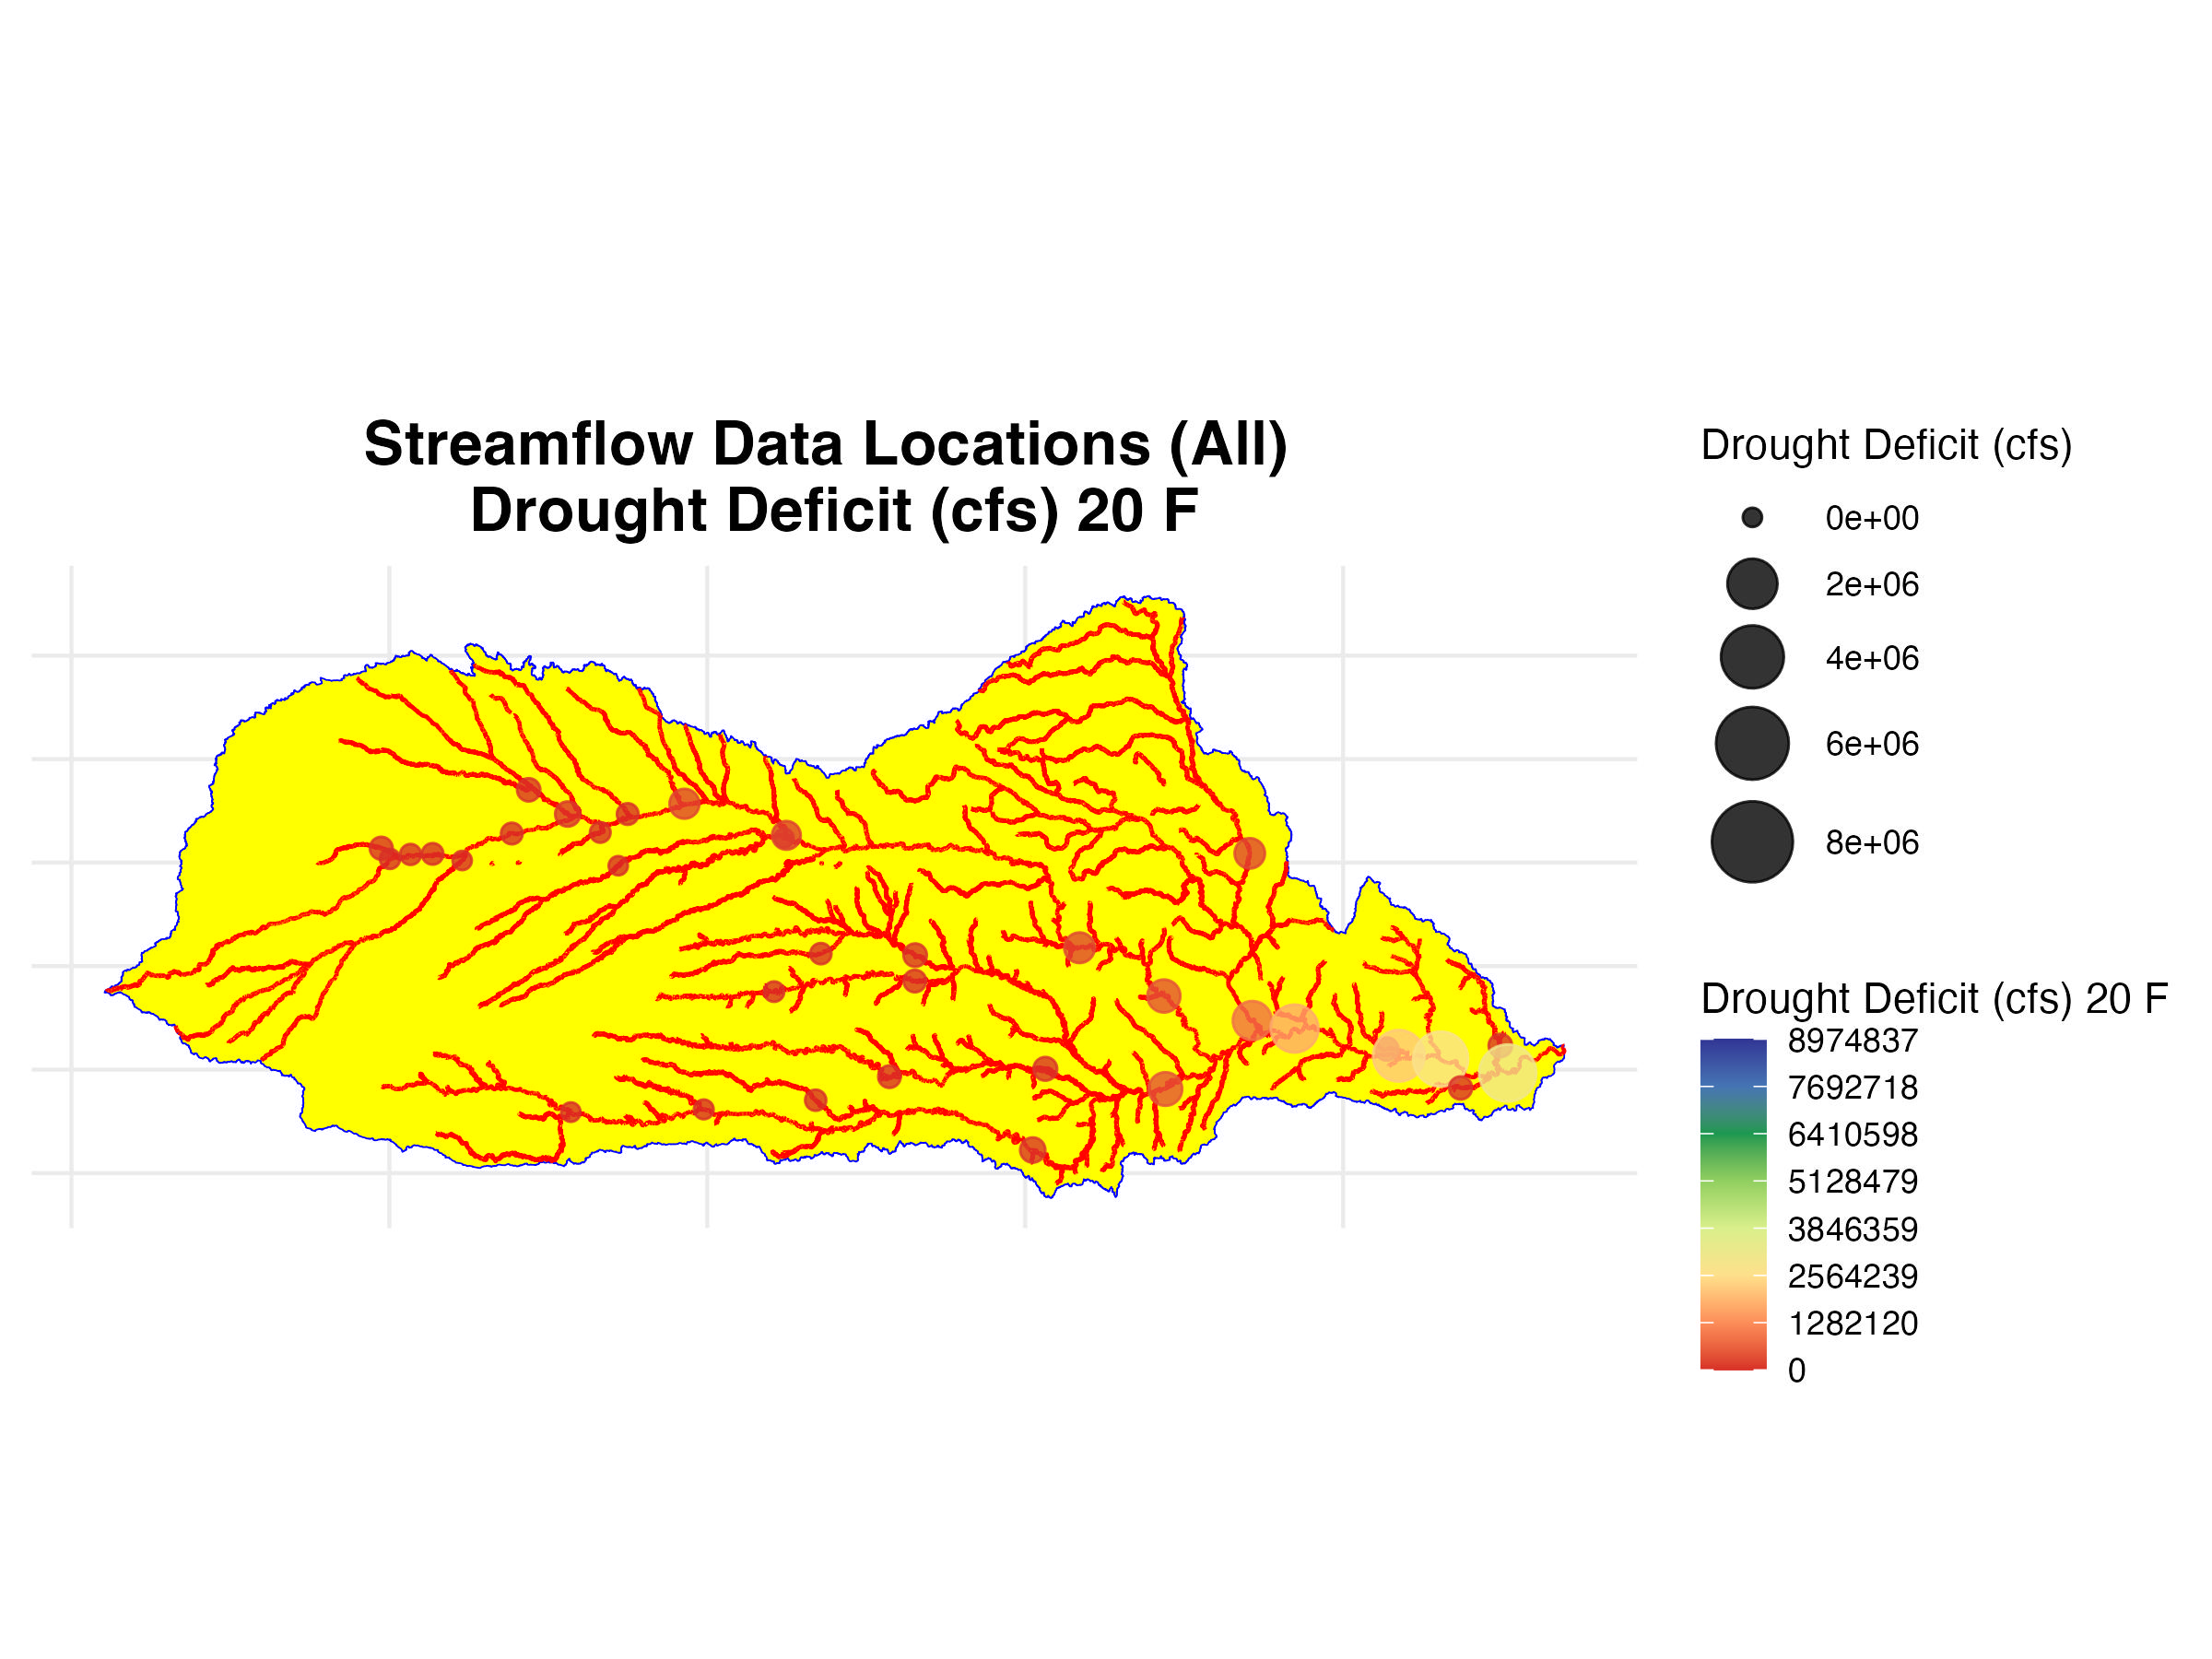 Streamflow Data Locations (All)
Drought Deficit (cfs) 20 F
Drought Deficit (cfs)
0e+00
2e+06
4e+06
6e+06
8e+06
Drought Deficit (cfs) 20 F
8974837
7692718
6410598
5128479
3846359
2564239
1282120
0